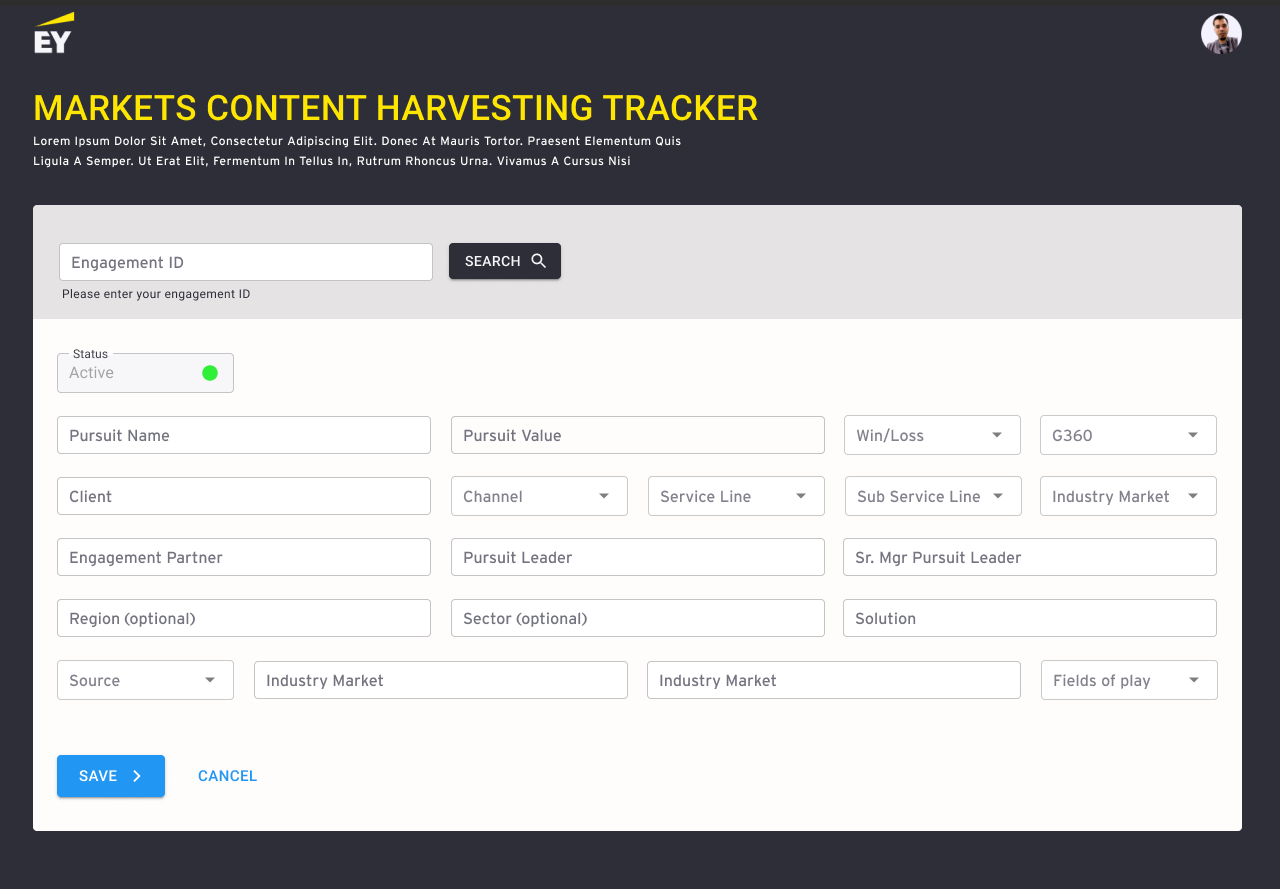 EY
MARKETS CONTENT HARVESTING TRACKER
Lorem Ipsum Dolor Sit Amet, Consectetur Adipiscing Elit. Donec At Mauris Tortor. Praesent Elementum Quis
Ligula A Semper. Ut Erat Elit, Fermentum In Tellus In, Rutrum Rhoncus Urna. Vivamus A Cursus Nisi
Engagement ID SEARCH
Please enter your engagement ID
Status
Active
Pursuit Name Pursuit Value Win/Loss G360
Client Channel Service Line Sub Service Line Industry Market
Engagement Partner Pursuit Leader Sr. Mgr Pursuit Leader
Region (optional) Sector (optional) Solution
Source Industry Market Industry Market Fields of play
SAVE CANCEL